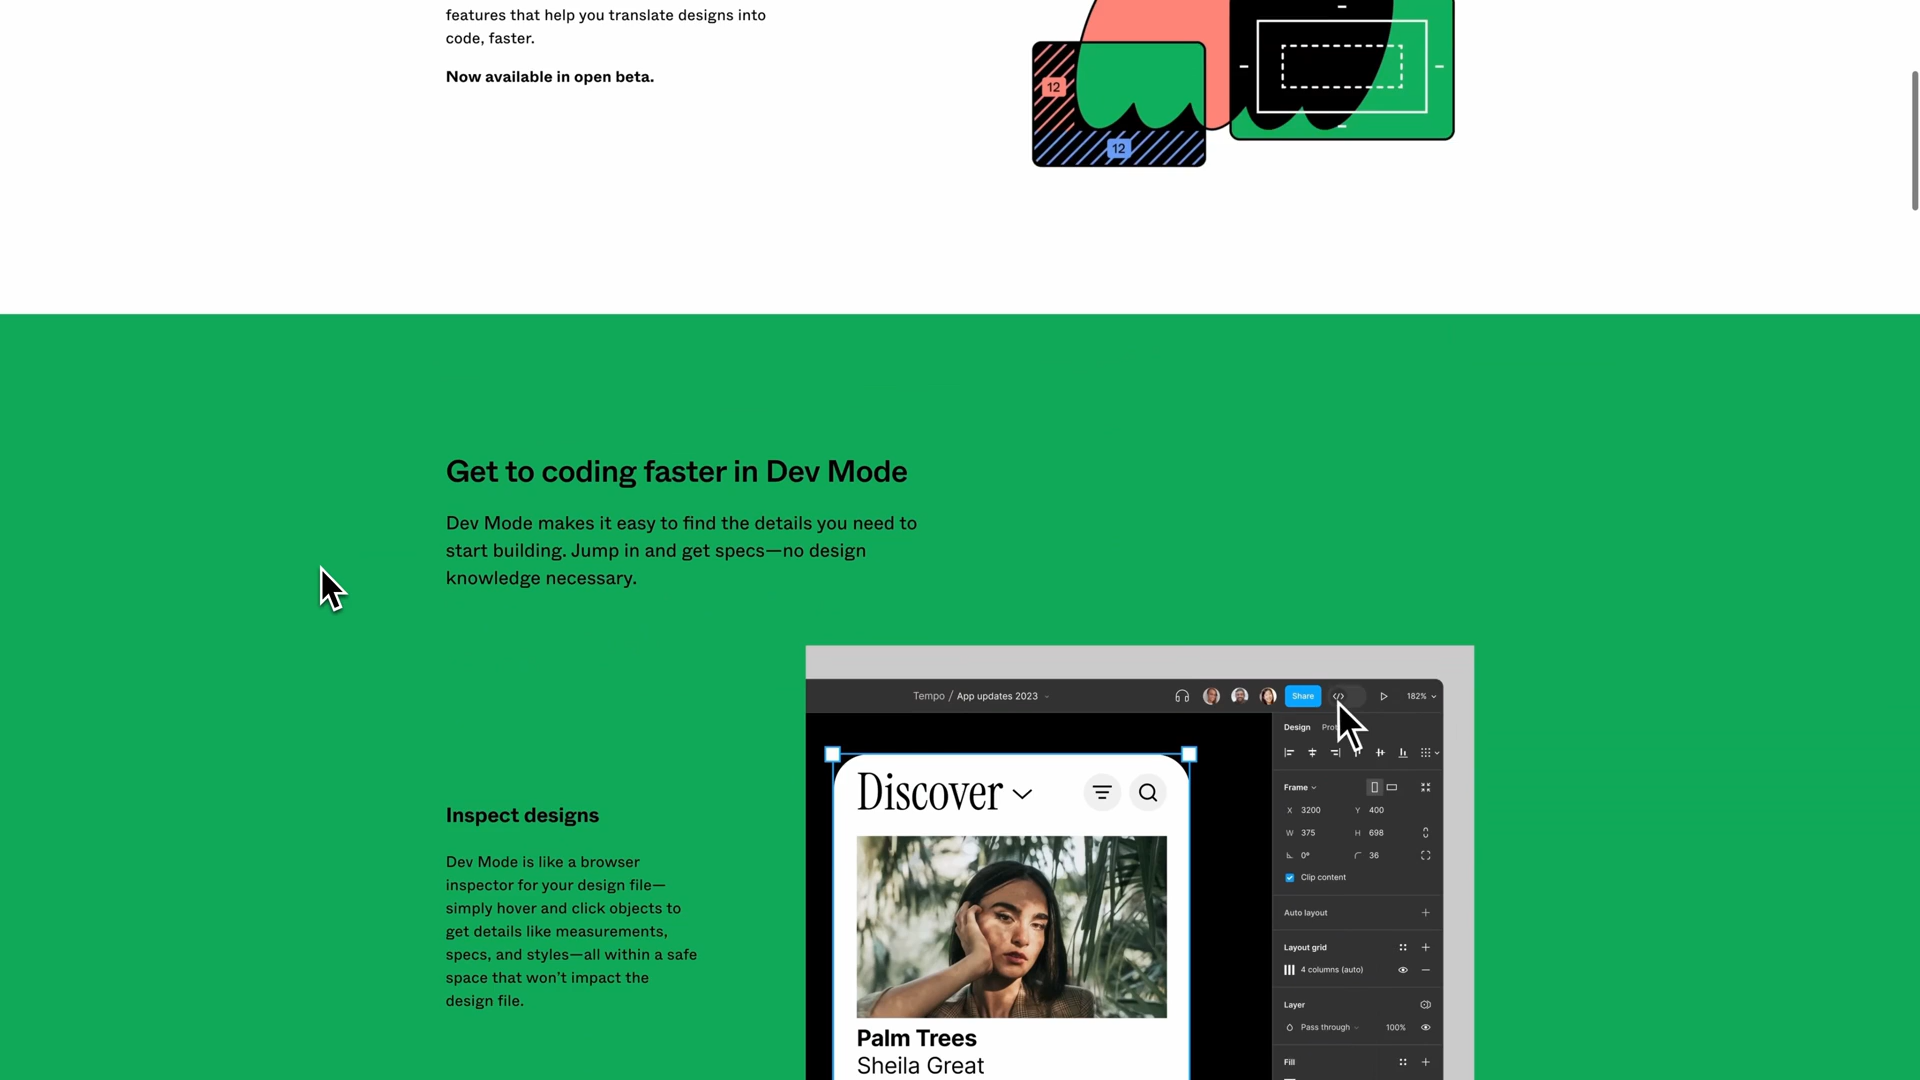 features that help you translate designs into
code, faster.
Now available in open beta.
12
12
Get to coding faster in Dev Mode
Dev Mode makes it easy to find the details you need to
start building. Jump in and get specs—no design
knowledge necessary.
Tempo / App updates 2023
Share
182%
Design
Discover
Frame
X 3200 Y 400
W 375 H 698
0° 36
Clip content
Auto layout
Layout grid
4 columns (auto)
Layer
Pass through 100%
Fill
Inspect designs
Dev Mode is like a browser
inspector for your design file—
simply hover and click objects to
get details like measurements,
specs, and styles—all within a safe
space that won’t impact the
design file.
Palm Trees
Sheila Great